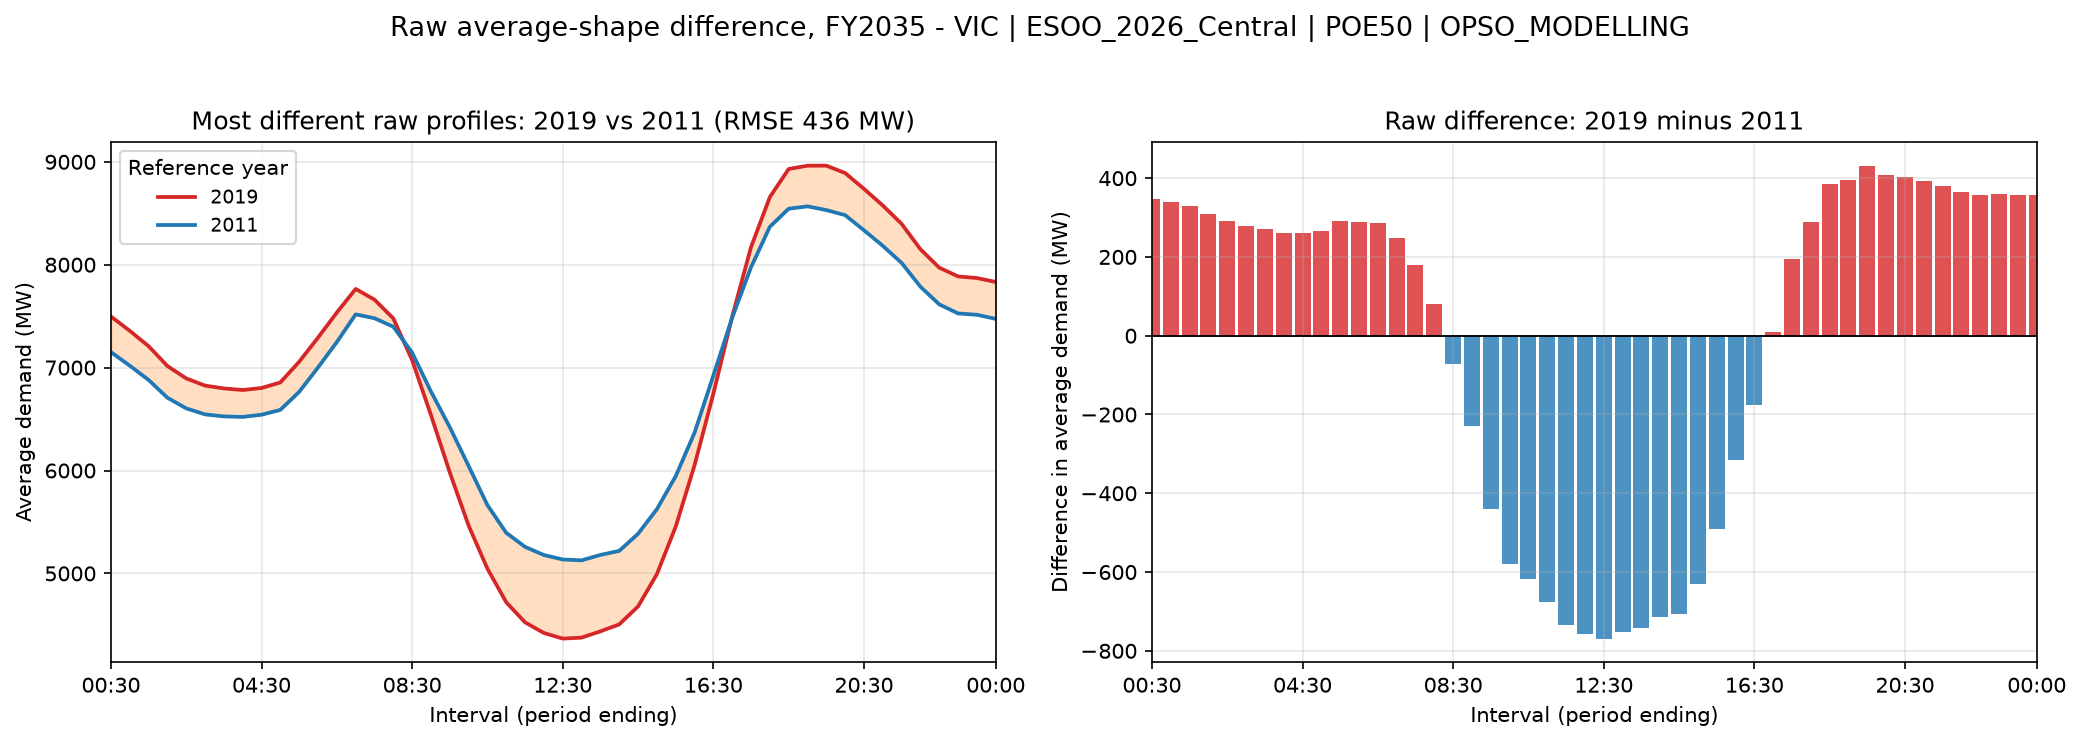 Raw average-shape difference, FY2035 - VIC | ESOO_2026_Central | POE50 | OPSO_MODELLING
Most different raw profiles: 2019 vs 2011 (RMSE 436 MW)
Reference year
2019
2011
Average demand (MW)
9000
8000
7000
6000
5000
00:30 04:30 08:30 12:30 16:30 20:30 00:00
Interval (period ending)
Raw difference: 2019 minus 2011
Difference in average demand (MW)
400
200
0
−200
−400
−600
−800
00:30 04:30 08:30 12:30 16:30 20:30 00:00
Interval (period ending)